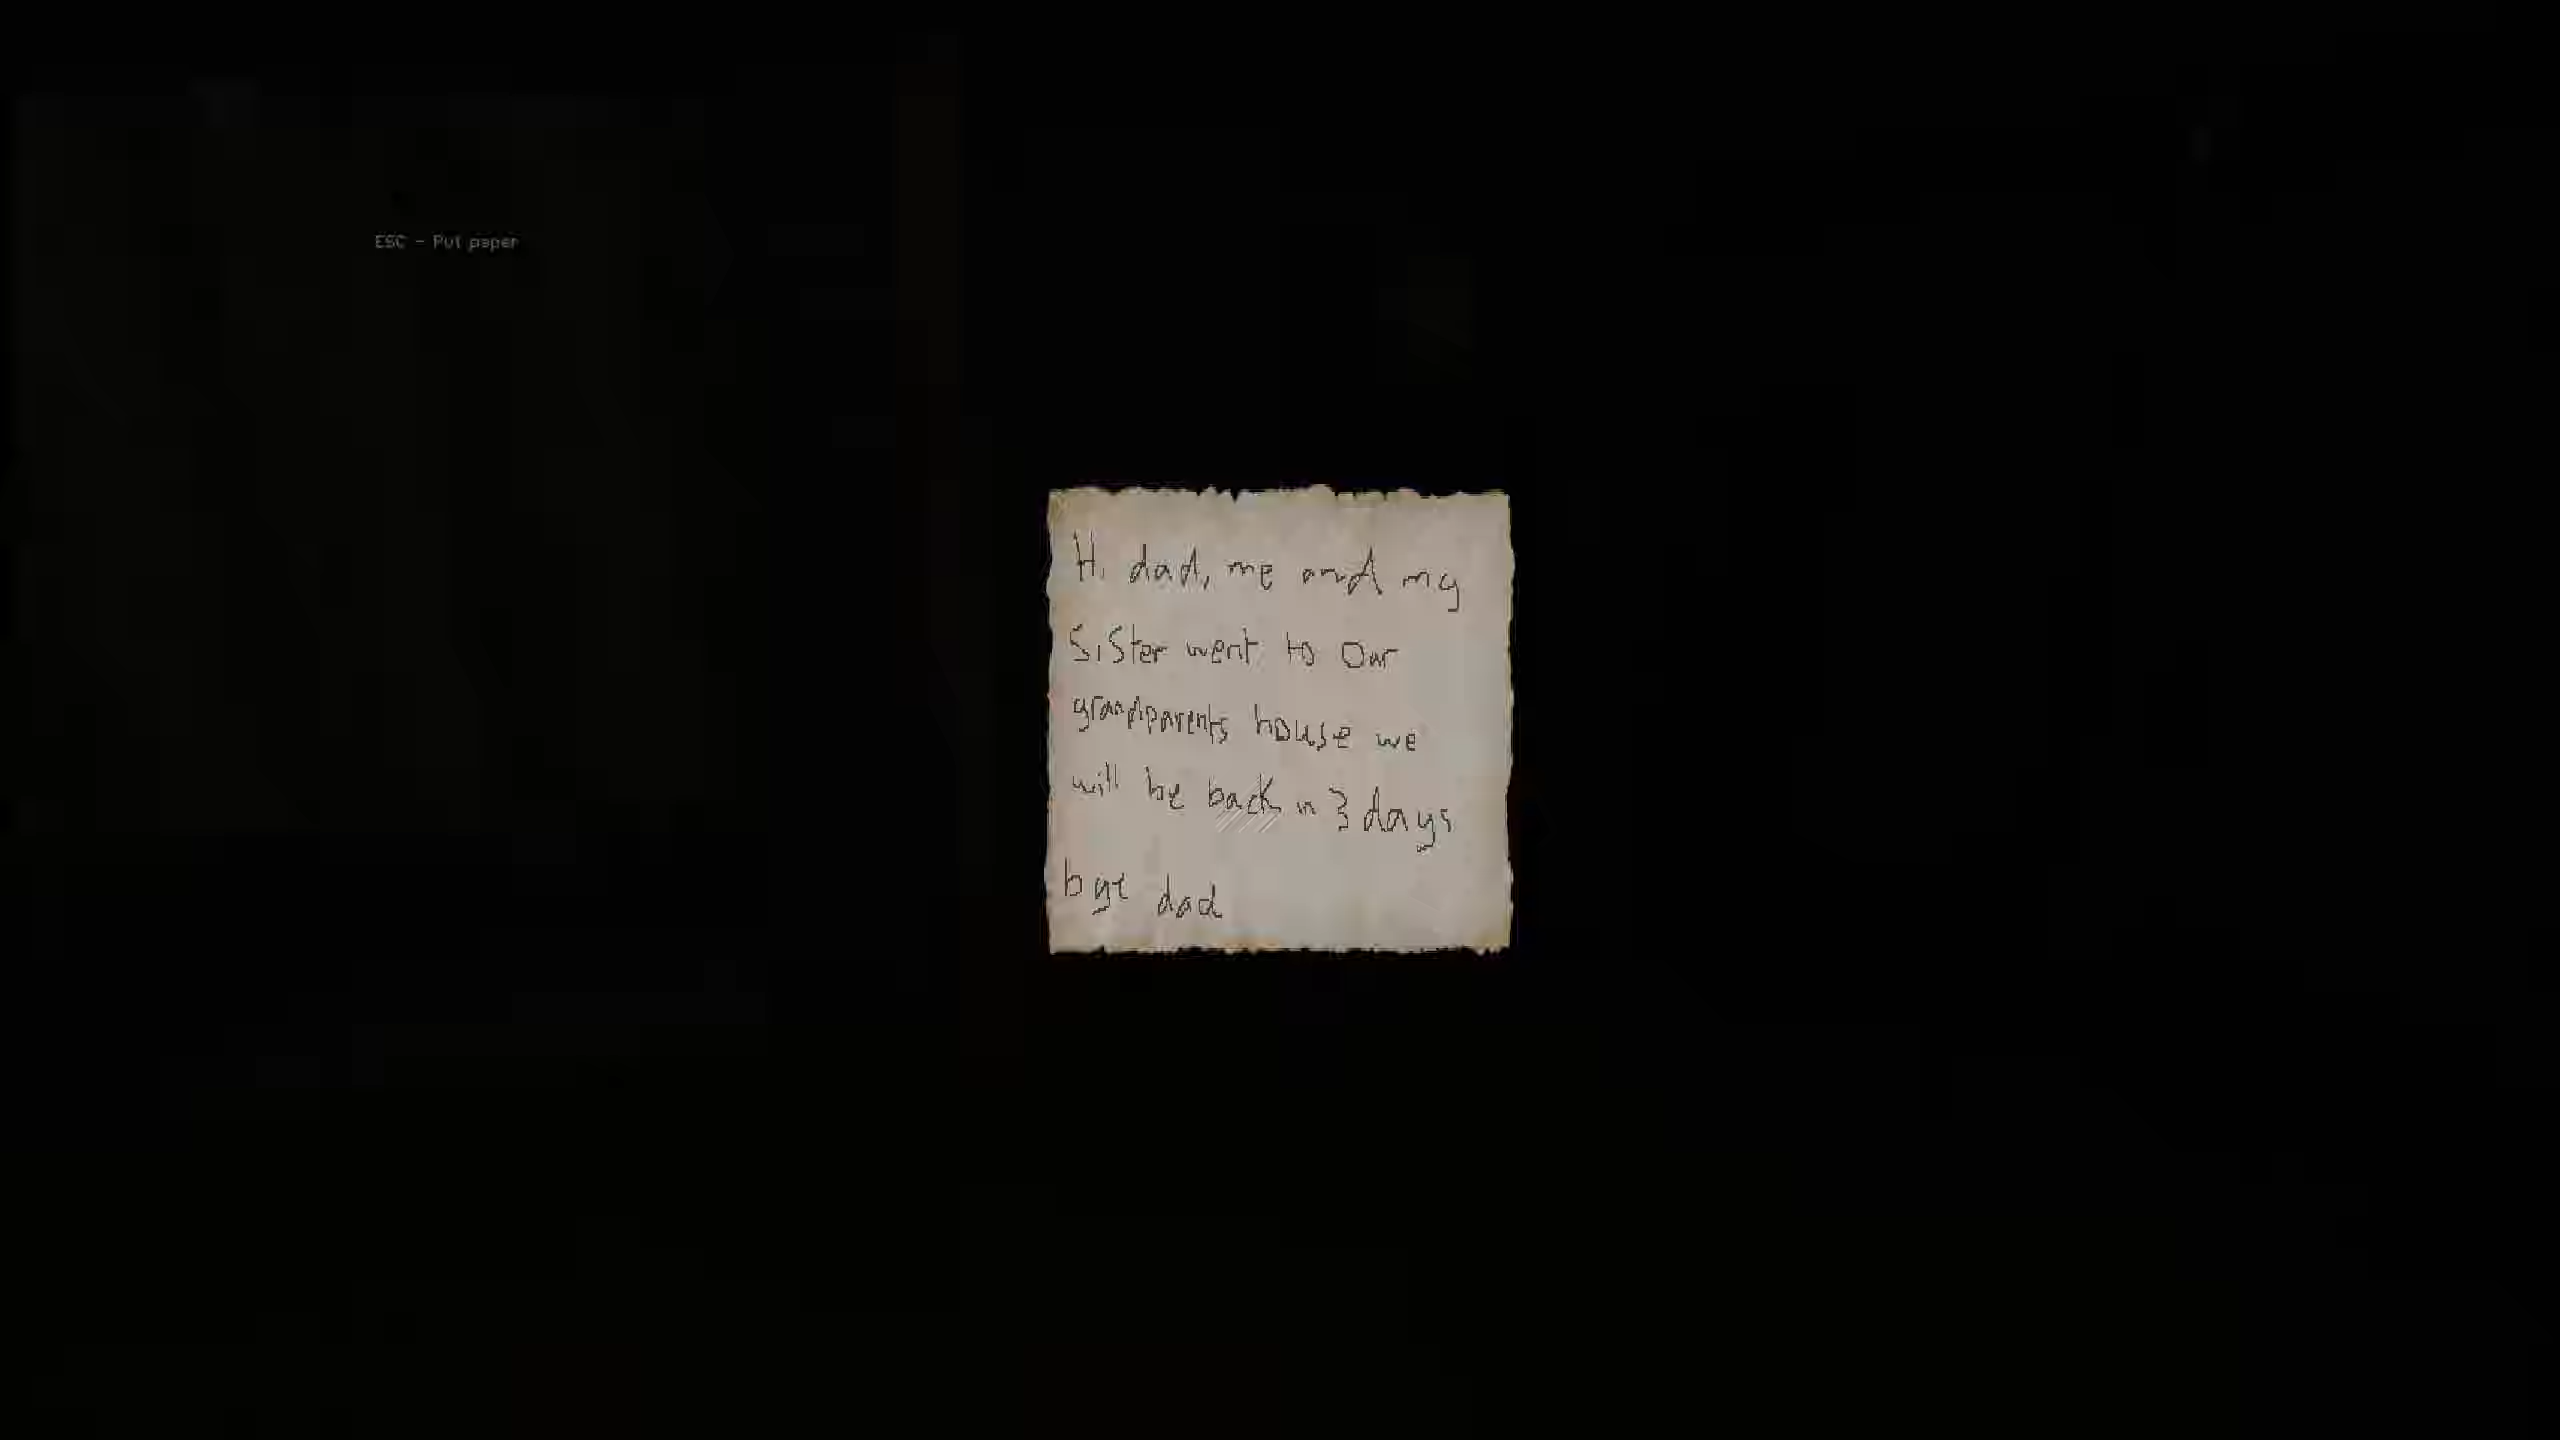 ESC - Put paper
Hi dad, me and my
Sister went to Our
grandparents house we
will be back in 3 days
bye dad